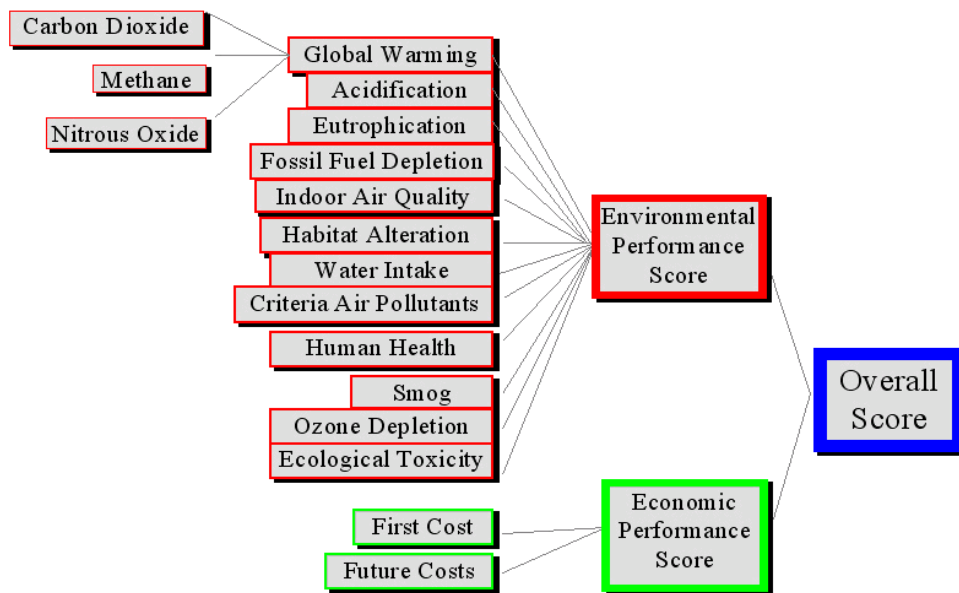 Carbon Dioxide
Methane
Nitrous Oxide
Global Warming
Acidification
Eutrophication
Fossil Fuel Depletion
Indoor Air Quality
Habitat Alteration
Water Intake
Criteria Air Pollutants
Human Health
Smog
Ozone Depletion
Ecological Toxicity
First Cost
Future Costs
Environmental
Performance
Score
Economic
Performance
Score
Overall
Score